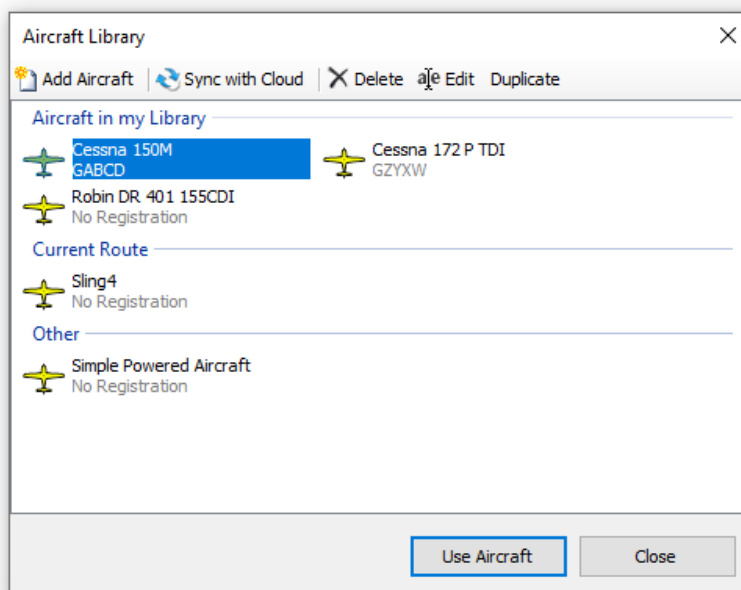 Aircraft Library
Add Aircraft Sync with Cloud Delete Edit Duplicate
Aircraft in my Library
Cessna 150M
GABCD
Cessna 172 P TDI
GZYXW
Robin DR 401 155CDI
No Registration
Current Route
Sling4
No Registration
Other
Simple Powered Aircraft
No Registration
Use Aircraft Close